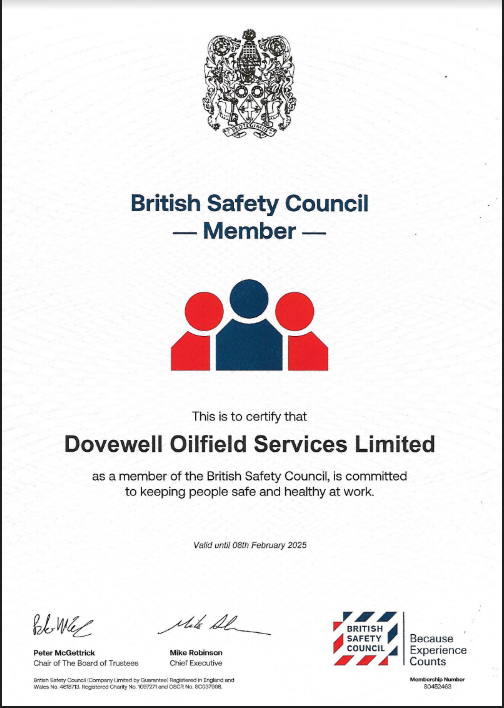 British Safety Council
— Member —
This is to certify that
Dovewell Oilfield Services Limited
as a member of the British Safety Council, is committed
to keeping people safe and healthy at work.
Valid until 08th February 2025
Peter McGettrick
Chair of The Board of Trustees
Mike Robinson
Chief Executive
BRITISH
SAFETY
COUNCIL
Because
Experience
Counts
British Safety Council (Company Limited by Guarantee) Registered in England and
Wales No. 4618713. Registered Charity No. 1097271 and OSCR No. SC037998.
Membership Number
80452463